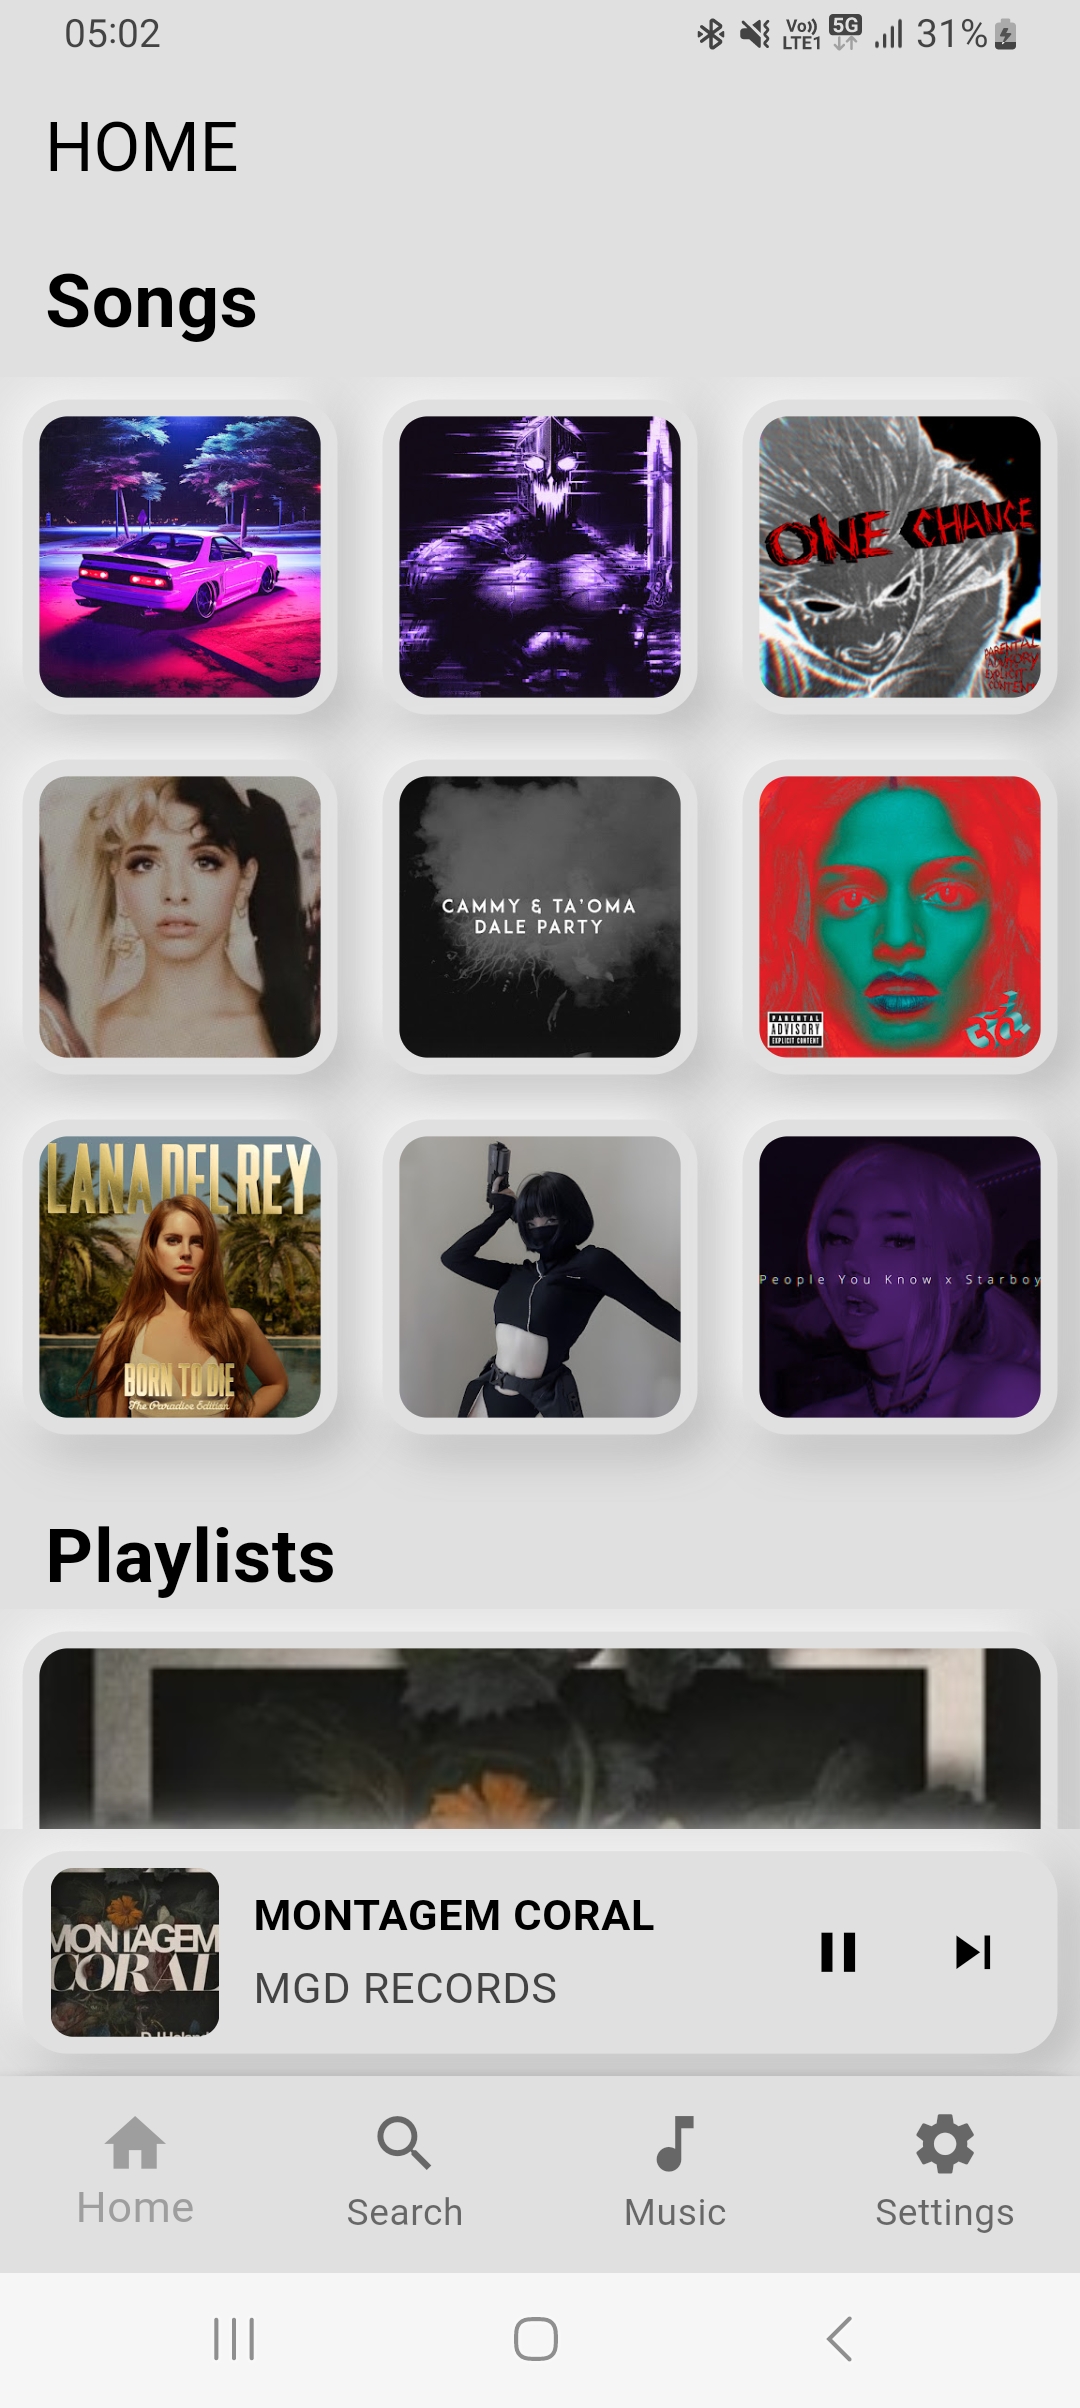 05:02
Vo)) LTE1 5G 31%
HOME
Songs
ONE CHANCE
PARENTAL
ADVISORY
EXPLICIT
CONTENT
CAMMY & TA'OMA
DALE PARTY
PARENTAL
ADVISORY
EXPLICIT CONTENT
LANA DEL REY
BORN TO DIE
The Paradise Edition
People You Know x Starboy
Playlists
MONTAGEM
CORAL
MONTAGEM CORAL
MGD RECORDS
Home
Search
Music
Settings